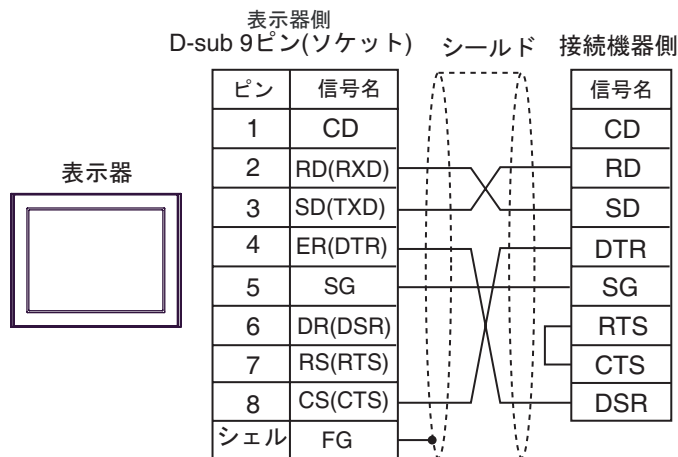 表示器側
D-sub 9ピン(ソケット) シールド 接続機器側
ピン 信号名 信号名
1 CD CD
表示器
2 RD(RXD) RD
3 SD(TXD) SD
4 ER(DTR) DTR
5 SG SG
6 DR(DSR) RTS
7 RS(RTS) CTS
8 CS(CTS) DSR
シェル FG